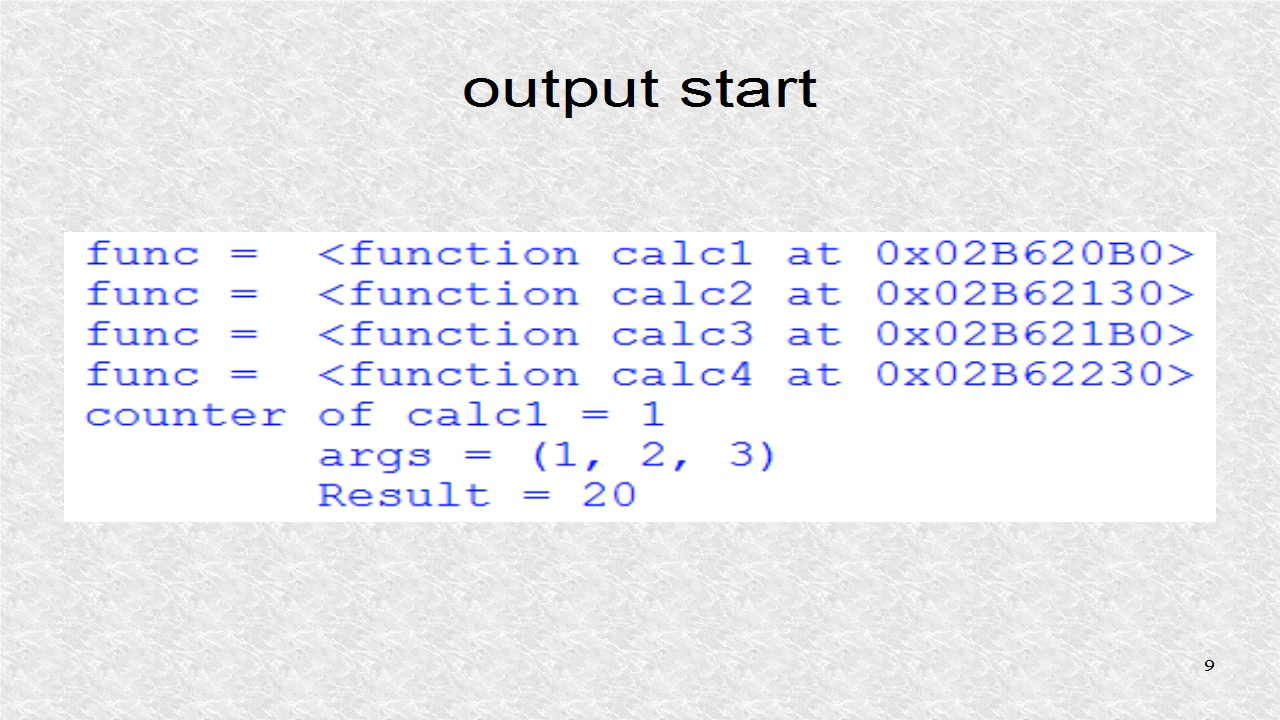 output start
func =  <function calc1 at 0x02B620B0>
func =  <function calc2 at 0x02B62130>
func =  <function calc3 at 0x02B621B0>
func =  <function calc4 at 0x02B62230>
counter of calc1 = 1
        args = (1, 2, 3)
        Result = 20
9